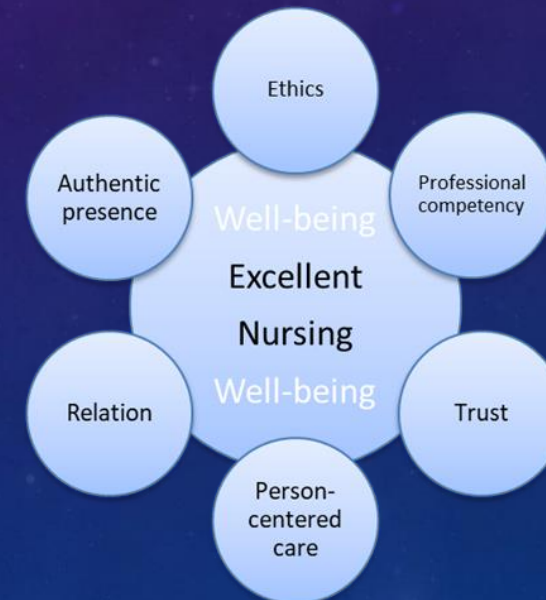 Ethics
Authentic
presence
Professional
competency
Well-being
Excellent
Nursing
Well-being
Relation
Trust
Person-
centered
care